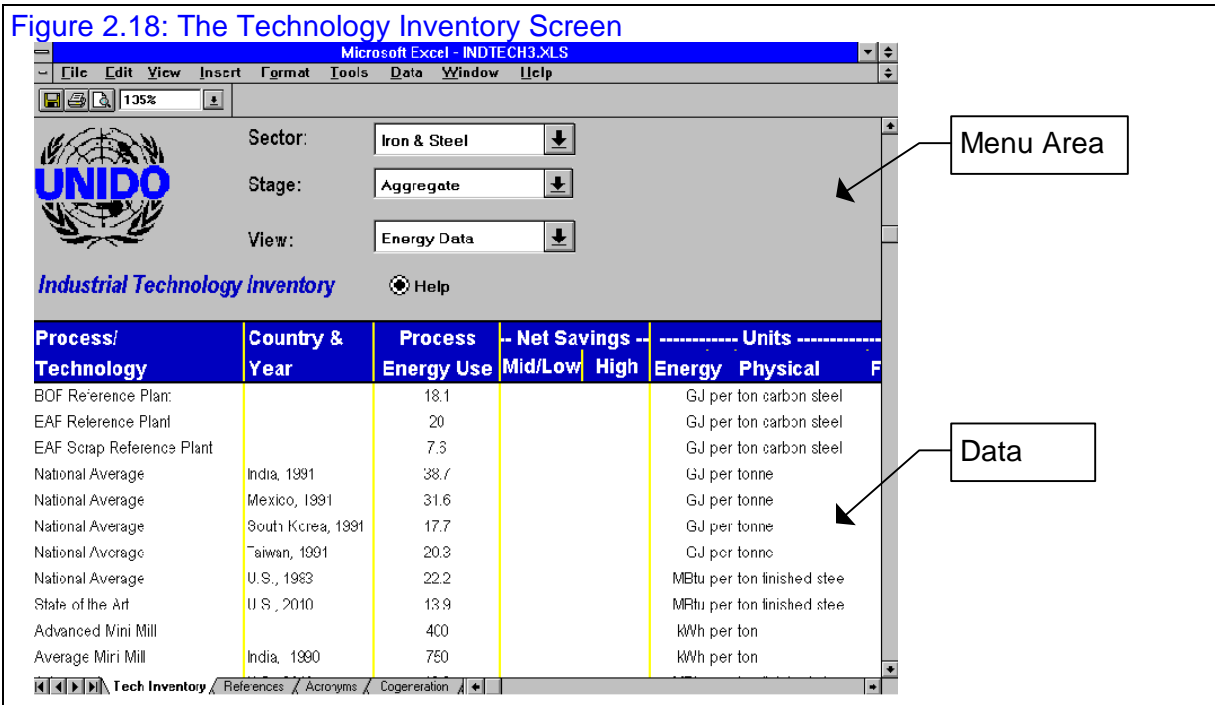 Figure 2.18: The Technology Inventory Screen
Microsoft Excel - INDTECH3.XLS
File Edit View Insert Format Tools Data Window Help
135%
UNIDO
Sector: Iron & Steel
Stage: Aggregate
View: Energy Data
Industrial Technology Inventory Help
Menu Area
Process/ Country & Process -- Net Savings -- ------------ Units -------------
Technology Year Energy Use Mid/Low High Energy Physical F
BOF Reference Plant 18.1 GJ per ton carbon steel
EAF Reference Plant 20 GJ per ton carbon steel
EAF Scrap Reference Plant GJ per ton carbon steel
National Average India, 1991 38.7 GJ per tonne
National Average Mexico, 1991 31.6 GJ per tonne
National Average South Korea, 1991 17.7 GJ per tonne
National Average Taiwan, 1991 20.3 GJ per tonne
National Average U.S., 1983 22.2 MBtu per ton finished stee
State of the Art U.S., 2010 13.9 MBtu per ton finished stee
Advanced Mini Mill 400 kWh per ton
Average Mini Mill India, 1990 750 kWh per ton
Data
Tech Inventory References Acronyms Cogereration